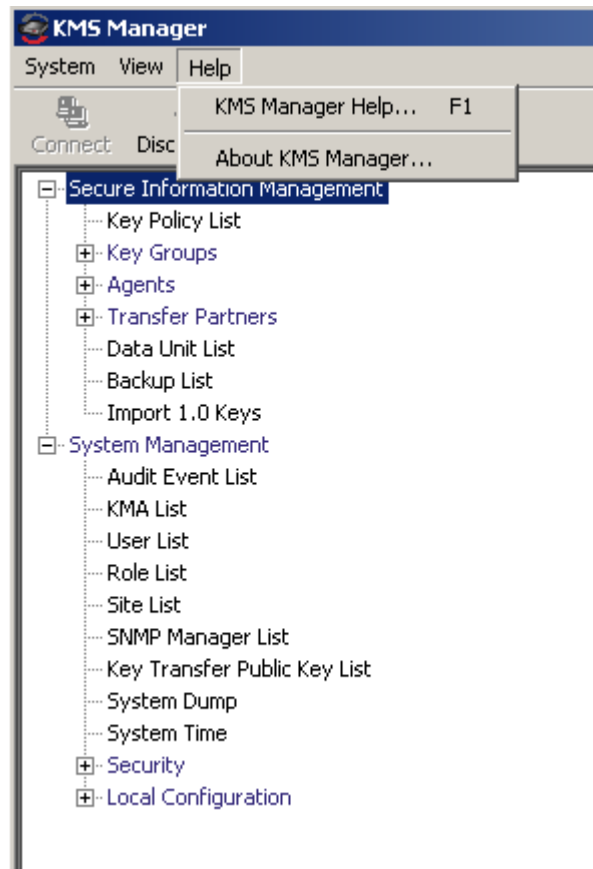 KMS Manager
System View Help
KMS Manager Help... F1
Connect Disc
About KMS Manager...
Secure Information Management
Key Policy List
Key Groups
Agents
Transfer Partners
Data Unit List
Backup List
Import 1.0 Keys
System Management
Audit Event List
KMA List
User List
Role List
Site List
SNMP Manager List
Key Transfer Public Key List
System Dump
System Time
Security
Local Configuration